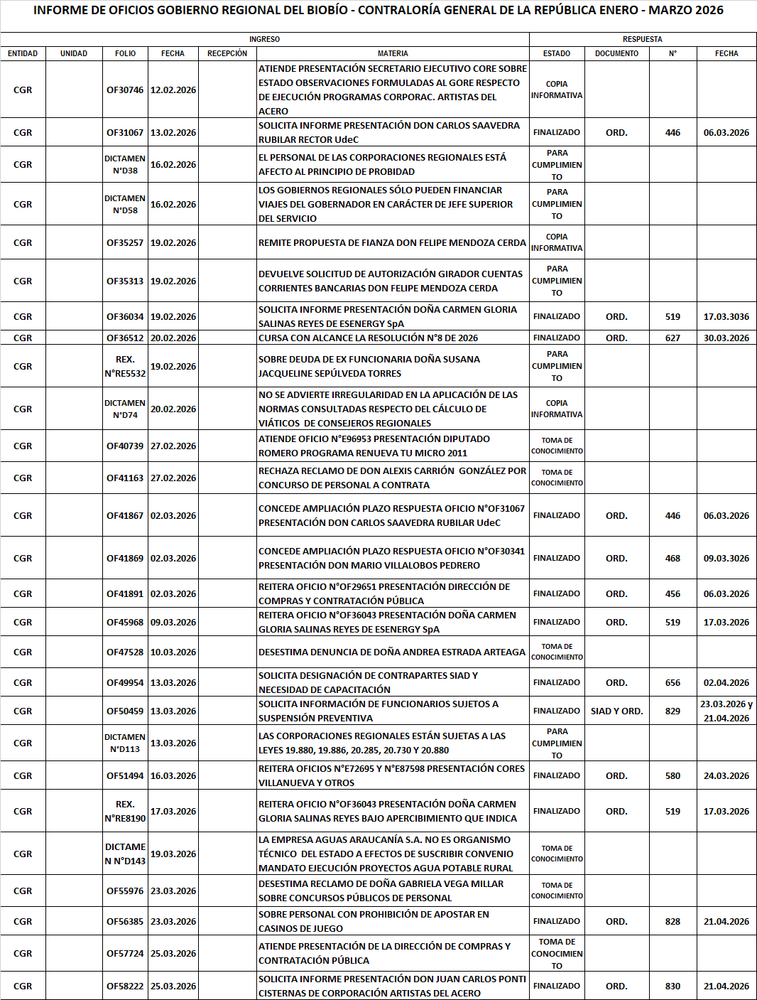 INFORME DE OFICIOS GOBIERNO REGIONAL DEL BIOBÍO - CONTRALORÍA GENERAL DE LA REPÚBLICA ENERO - MARZO 2026
INGRESO RESPUESTA
ENTIDAD UNIDAD FOLIO FECHA RECEPCIÓN MATERIA ESTADO DOCUMENTO N° FECHA
CGR OF30746 12.02.2026
ATIENDE PRESENTACIÓN SECRETARIO EJECUTIVO CORE SOBRE
ESTADO OBSERVACIONES FORMULADAS AL GORE RESPECTO
DE EJECUCIÓN PROGRAMAS CORPORAC. ARTISTAS DEL
ACERO
COPIA
INFORMATIVA
CGR OF31067 13.02.2026
SOLICITA INFORME PRESENTACIÓN DON CARLOS SAAVEDRA
RUBILAR RECTOR UdeC
FINALIZADO ORD. 446 06.03.2026
CGR
DICTAMEN
N°D38
16.02.2026
EL PERSONAL DE LAS CORPORACIONES REGIONALES ESTÁ
AFECTO AL PRINCIPIO DE PROBIDAD
PARA
CUMPLIMIEN
TO
CGR
DICTAMEN
N°D58
16.02.2026
LOS GOBIERNOS REGIONALES SÓLO PUEDEN FINANCIAR
VIAJES DEL GOBERNADOR EN CARÁCTER DE JEFE SUPERIOR
DEL SERVICIO
PARA
CUMPLIMIEN
TO
CGR OF35257 19.02.2026 REMITE PROPUESTA DE FIANZA DON FELIPE MENDOZA CERDA
COPIA
INFORMATIVA
CGR OF35313 19.02.2026
DEVUELVE SOLICITUD DE AUTORIZACIÓN GIRADOR CUENTAS
CORRIENTES BANCARIAS DON FELIPE MENDOZA CERDA
PARA
CUMPLIMIEN
TO
CGR OF36034 19.02.2026
SOLICITA INFORME PRESENTACIÓN DOÑA CARMEN GLORIA
SALINAS REYES DE ESENERGY SpA
FINALIZADO ORD. 519 17.03.3036
CGR OF36512 20.02.2026 CURSA CON ALCANCE LA RESOLUCIÓN N°8 DE 2026 FINALIZADO ORD. 627 30.03.2026
CGR
REX.
N°RE5532
19.02.2026
SOBRE DEUDA DE EX FUNCIONARIA DOÑA SUSANA
JACQUELINE SEPÚLVEDA TORRES
PARA
CUMPLIMIEN
TO
CGR
DICTAMEN
N°D74
20.02.2026
NO SE ADVIERTE IRREGULARIDAD EN LA APLICACIÓN DE LAS
NORMAS CONSULTADAS RESPECTO DEL CÁLCULO DE
VIÁTICOS DE CONSEJEROS REGIONALES
COPIA
INFORMATIVA
CGR OF40739 27.02.2026
ATIENDE OFICIO N°E96953 PRESENTACIÓN DIPUTADO
ROMERO PROGRAMA RENUEVA TU MICRO 2011
TOMA DE
CONOCIMIENTO
CGR OF41163 27.02.2026
RECHAZA RECLAMO DE DON ALEXIS CARRIÓN GONZÁLEZ POR
CONCURSO DE PERSONAL A CONTRATA
TOMA DE
CONOCIMIENTO
CGR OF41867 02.03.2026
CONCEDE AMPLIACIÓN PLAZO RESPUESTA OFICIO N°OF31067
PRESENTACIÓN DON CARLOS SAAVEDRA RUBILAR UdeC
FINALIZADO ORD. 446 06.03.2026
CGR OF41869 02.03.2026
CONCEDE AMPLIACIÓN PLAZO RESPUESTA OFICIO N°OF30341
PRESENTACIÓN DON MARIO VILLALOBOS PEDRERO
FINALIZADO ORD. 468 09.03.3026
CGR OF41891 02.03.2026
REITERA OFICIO N°OF29651 PRESENTACIÓN DIRECCIÓN DE
COMPRAS Y CONTRATACIÓN PÚBLICA
FINALIZADO ORD. 456 06.03.2026
CGR OF45968 09.03.2026
REITERA OFICIO N°OF36043 PRESENTACIÓN DOÑA CARMEN
GLORIA SALINAS REYES DE ESENERGY SpA
FINALIZADO ORD. 519 17.03.2026
CGR OF47528 10.03.2026 DESESTIMA DENUNCIA DE DOÑA ANDREA ESTRADA ARTEAGA
TOMA DE
CONOCIMIENTO
CGR OF49954 13.03.2026
SOLICITA DESIGNACIÓN DE CONTRAPARTES SIAD Y
NECESIDAD DE CAPACITACIÓN
FINALIZADO ORD. 656 02.04.2026
CGR OF50459 13.03.2026
SOLICITA INFORMACIÓN DE FUNCIONARIOS SUJETOS A
SUSPENSIÓN PREVENTIVA
FINALIZADO SIAD Y ORD. 829
23.03.2026 y
21.04.2026
CGR
DICTAMEN
N°D113
13.03.2026
LAS CORPORACIONES REGIONALES ESTÁN SUJETAS A LAS
LEYES 19.880, 19.886, 20.285, 20.730 Y 20.880
PARA
CUMPLIMIEN
TO
CGR OF51494 16.03.2026
REITERA OFICIOS N°E72695 Y N°E87598 PRESENTACIÓN CORES
VILLANUEVA Y OTROS
FINALIZADO ORD. 580 24.03.2026
CGR
REX.
N°RE8190
17.03.2026
REITERA OFICIO N°OF36043 PRESENTACIÓN DOÑA CARMEN
GLORIA SALINAS REYES BAJO APERCIBIMIENTO QUE INDICA
FINALIZADO ORD. 519 17.03.2026
CGR
DICTAME
N N°D143
19.03.2026
LA EMPRESA AGUAS ARAUCANÍA S.A. NO ES ORGANISMO
TÉCNICO DEL ESTADO A EFECTOS DE SUSCRIBIR CONVENIO
MANDATO EJECUCIÓN PROYECTOS AGUA POTABLE RURAL
TOMA DE
CONOCIMIENTO
CGR OF55976 23.03.2026
DESESTIMA RECLAMO DE DOÑA GABRIELA VEGA MILLAR
SOBRE CONCURSOS PÚBLICOS DE PERSONAL
TOMA DE
CONOCIMIENTO
CGR OF56385 23.03.2026
SOBRE PERSONAL CON PROHIBICIÓN DE APOSTAR EN
CASINOS DE JUEGO
FINALIZADO ORD. 828 21.04.2026
CGR OF57724 25.03.2026
ATIENDE PRESENTACIÓN DE LA DIRECCIÓN DE COMPRAS Y
CONTRATACIÓN PÚBLICA
TOMA DE
CONOCIMIEN
TO
CGR OF58222 25.03.2026
SOLICITA INFORME PRESENTACIÓN DON JUAN CARLOS PONTI
CISTERNAS DE CORPORACIÓN ARTISTAS DEL ACERO
FINALIZADO ORD. 830 21.04.2026